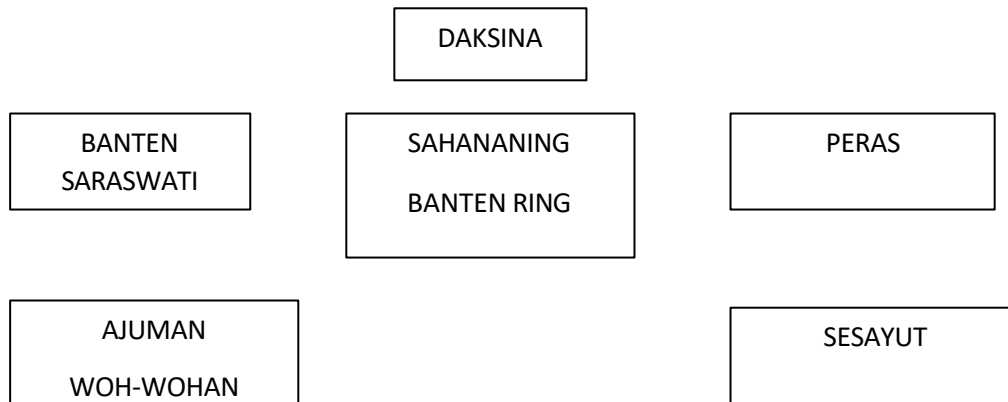 DAKSINA
BANTEN
SARASWATI
SAHANANING
BANTEN RING
PERAS
AJUMAN
WOH-WOHAN
SESAYUT